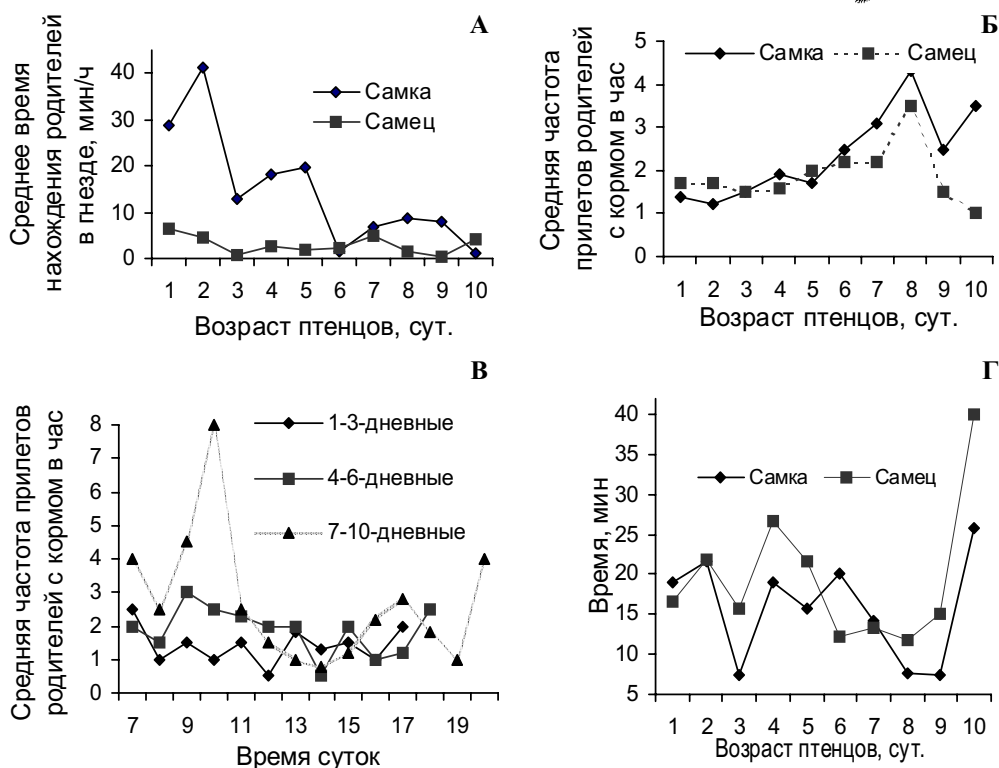 А
Среднее время
нахождения родителей
в гнезде, мин/ч
40
30
20
10
0
Самка
Самец
1 2 3 4 5 6 7 8 9 10
Возраст птенцов, сут.
Б
Средняя частота
прилетов родителей
с кормом в час
5
4
3
2
1
0
Самка Самец
1 2 3 4 5 6 7 8 9 10
Возраст птенцов, сут.
В
Средняя частота прилетов
родителей с кормом в час
8
7
6
5
4
3
2
1
0
1-3-дневные
4-6-дневные
7-10-дневные
7 9 11 13 15 17 19
Время суток
Г
Время, мин
40
35
30
25
20
15
10
5
Самка Самец
1 2 3 4 5 6 7 8 9 10
Возраст птенцов, сут.